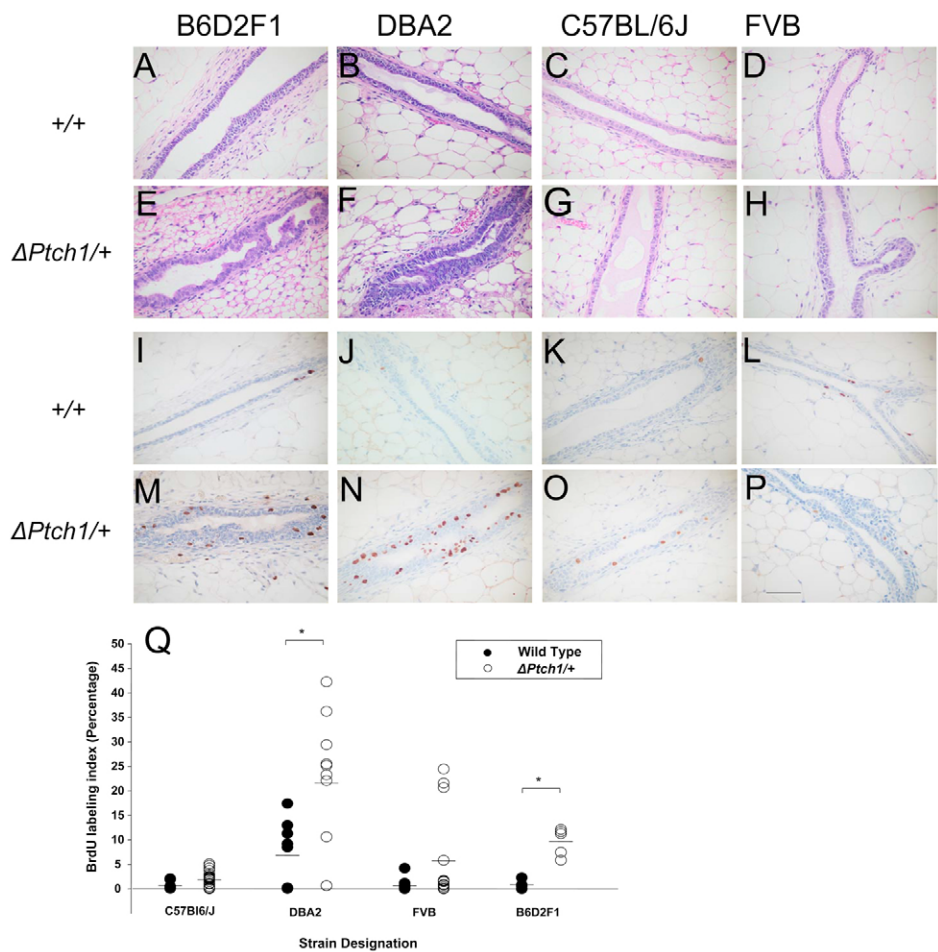 B6D2F1 DBA2 C57BL/6J FVB
A B C D
+/+
E F G H
ΔPtch1/+
I J K L
+/+
M N O P
ΔPtch1/+
Q
* *
Wild Type
ΔPtch1/+
BrdU labeling index (Percentage)
50
45
40
35
30
25
20
15
10
5
0
C57Bl6/J DBA2 FVB B6D2F1
Strain Designation